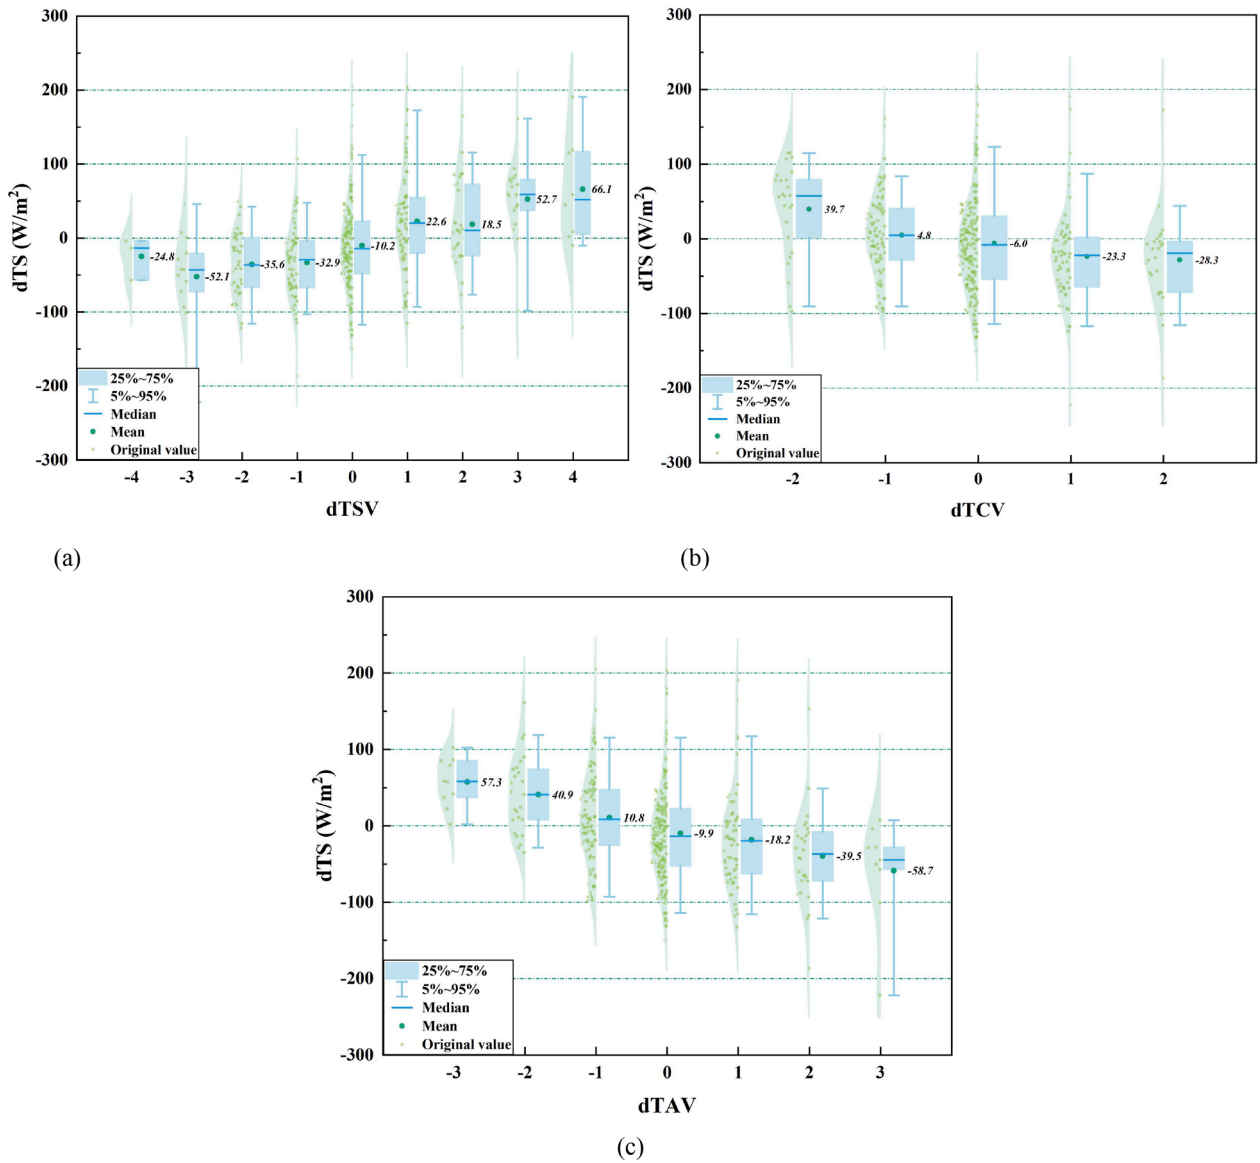 300
200
100
0
-100
-200
-300
dTS (W/m²)
-24.8
-52.1
-35.6
-32.9
-10.2
22.6
18.5
52.7
66.1
25%~75%
5%~95%
Median
Mean
Original value
-4 -3 -2 -1 0 1 2 3 4
dTSV
(a)
300
200
100
0
-100
-200
-300
dTS (W/m²)
39.7
4.8
-6.0
-23.3
-28.3
25%~75%
5%~95%
Median
Mean
Original value
-2 -1 0 1 2
dTCV
(b)
300
200
100
0
-100
-200
-300
dTS (W/m²)
57.3
40.9
10.8
-9.9
-18.2
-39.5
-58.7
25%~75%
5%~95%
Median
Mean
Original value
-3 -2 -1 0 1 2 3
dTAV
(c)